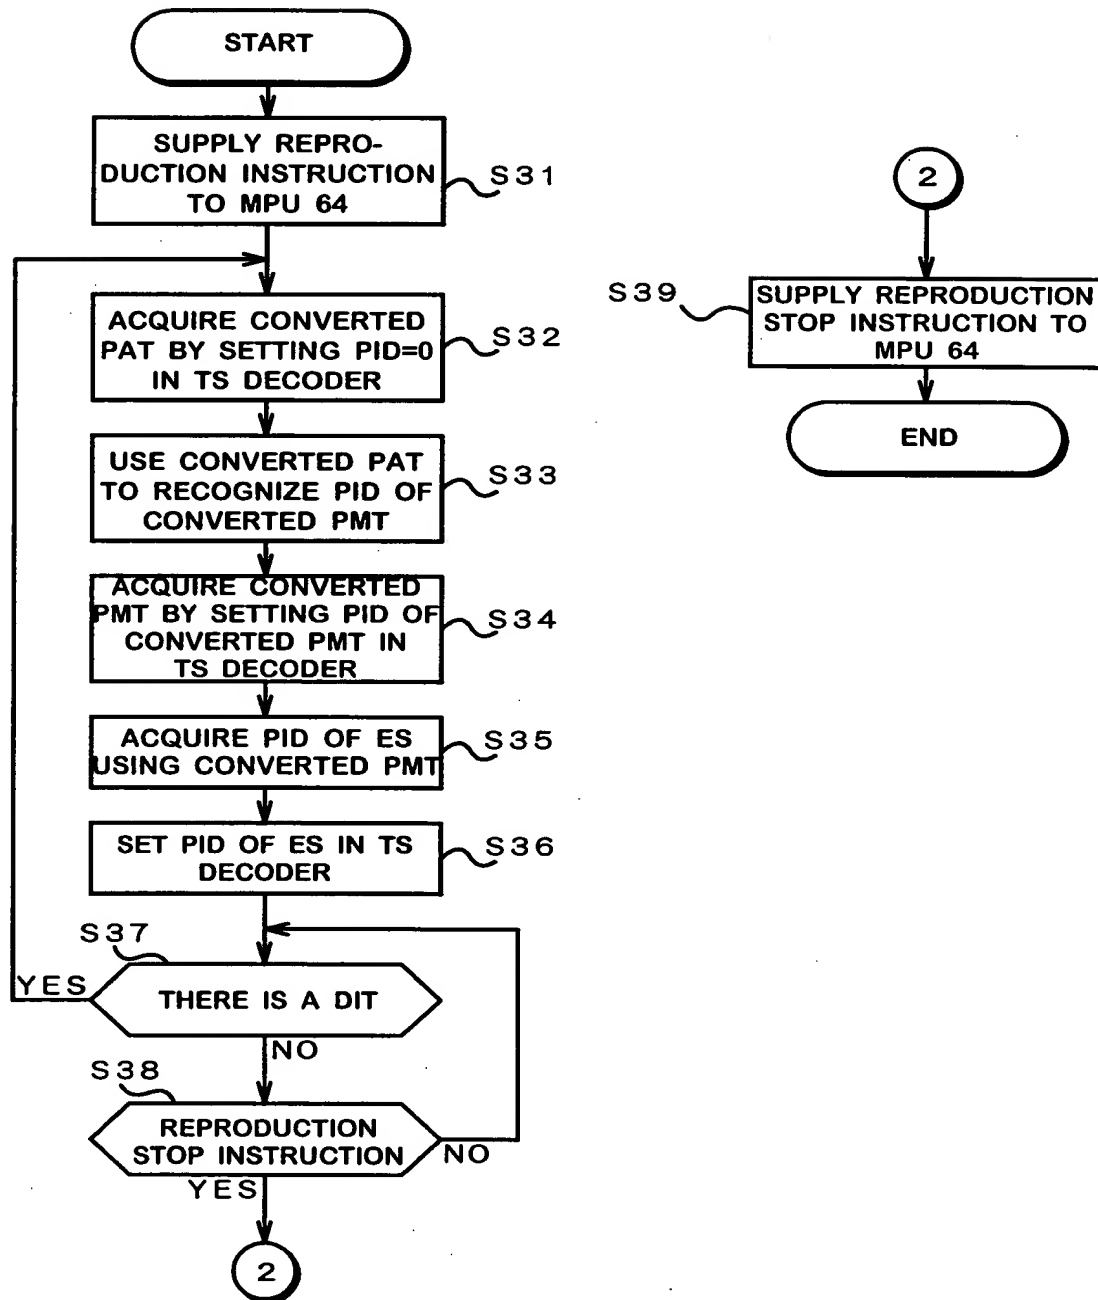 START
SUPPLY REPRO-
DUCTION INSTRUCTION
TO MPU 64
S31
ACQUIRE CONVERTED
PAT BY SETTING PID=0
IN TS DECODER
S32
USE CONVERTED PAT
TO RECOGNIZE PID OF
CONVERTED PMT
S33
ACQUIRE CONVERTED
PMT BY SETTING PID OF
CONVERTED PMT IN
TS DECODER
S34
ACQUIRE PID OF ES
USING CONVERTED PMT
S35
SET PID OF ES IN TS
DECODER
S36
S37
YES
THERE IS A DIT
NO
S38
REPRODUCTION
STOP INSTRUCTION
NO
YES
2
2
S39
SUPPLY REPRODUCTION
STOP INSTRUCTION TO
MPU 64
END